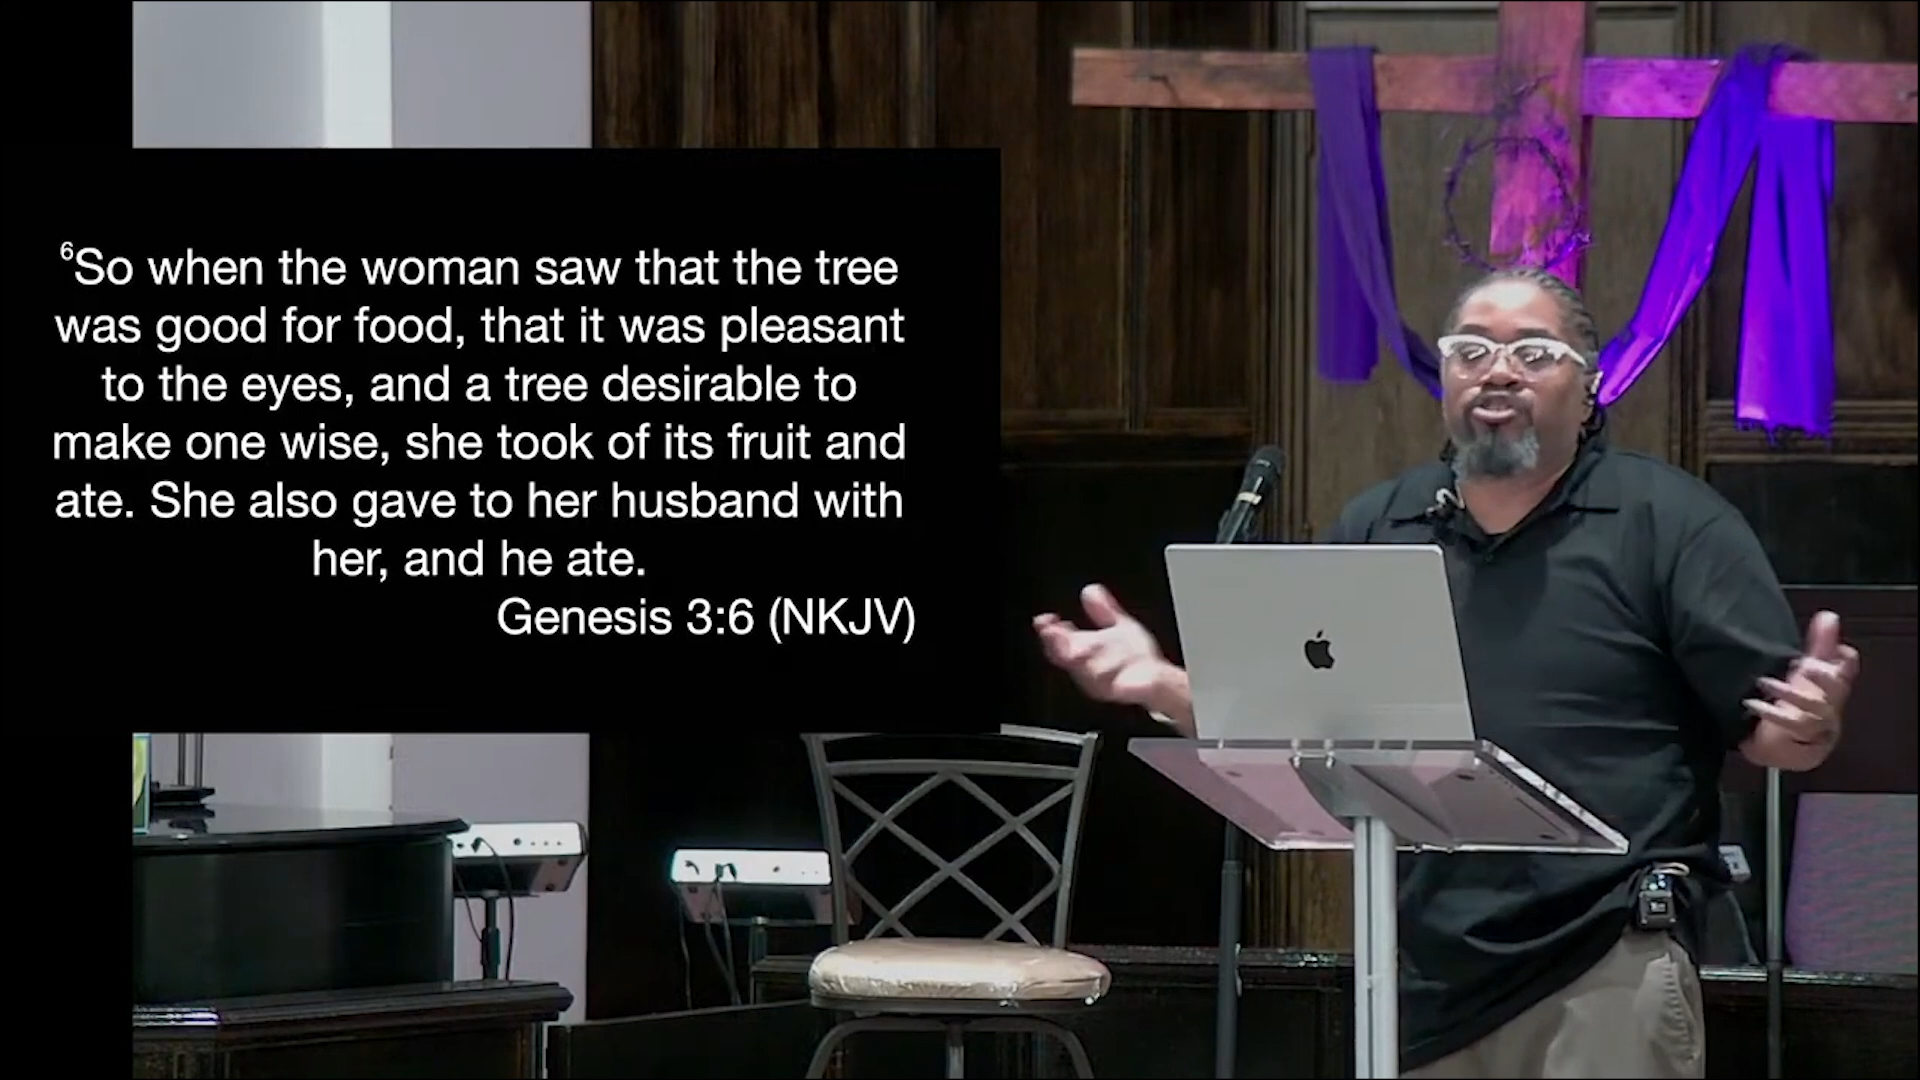 ⁶So when the woman saw that the tree
was good for food, that it was pleasant
to the eyes, and a tree desirable to
make one wise, she took of its fruit and
ate. She also gave to her husband with
her, and he ate.
Genesis 3:6 (NKJV)